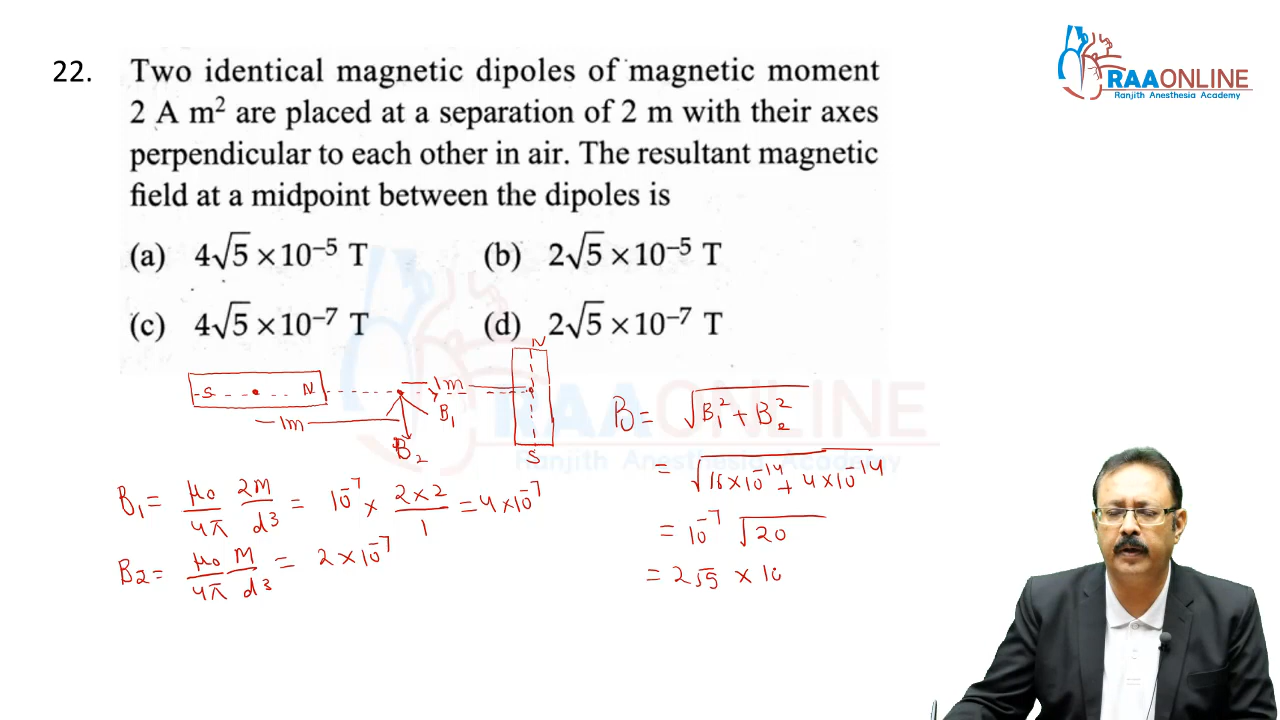 RAAONLINE
Ranjith Anesthesia Academy
22. Two identical magnetic dipoles of magnetic moment
2 A m² are placed at a separation of 2 m with their axes
perpendicular to each other in air. The resultant magnetic
field at a midpoint between the dipoles is
(a) 4√5 × 10⁻⁵ T (b) 2√5 × 10⁻⁵ T
(c) 4√5 × 10⁻⁷ T (d) 2√5 × 10⁻⁷ T
N
S N 1m
1m B₁
B₂ S
RAAONLINE
Ranjith Anesthesia Academy
B₁ = μ₀/4π 2M/d³ = 10⁻⁷ × 2×2/1 = 4×10⁻⁷
B₂ = μ₀/4π M/d³ = 2×10⁻⁷
B = √(B₁² + B₂²)
= √(16×10⁻¹⁴ + 4×10⁻¹⁴)
= 10⁻⁷ √20
= 2√5 × 10